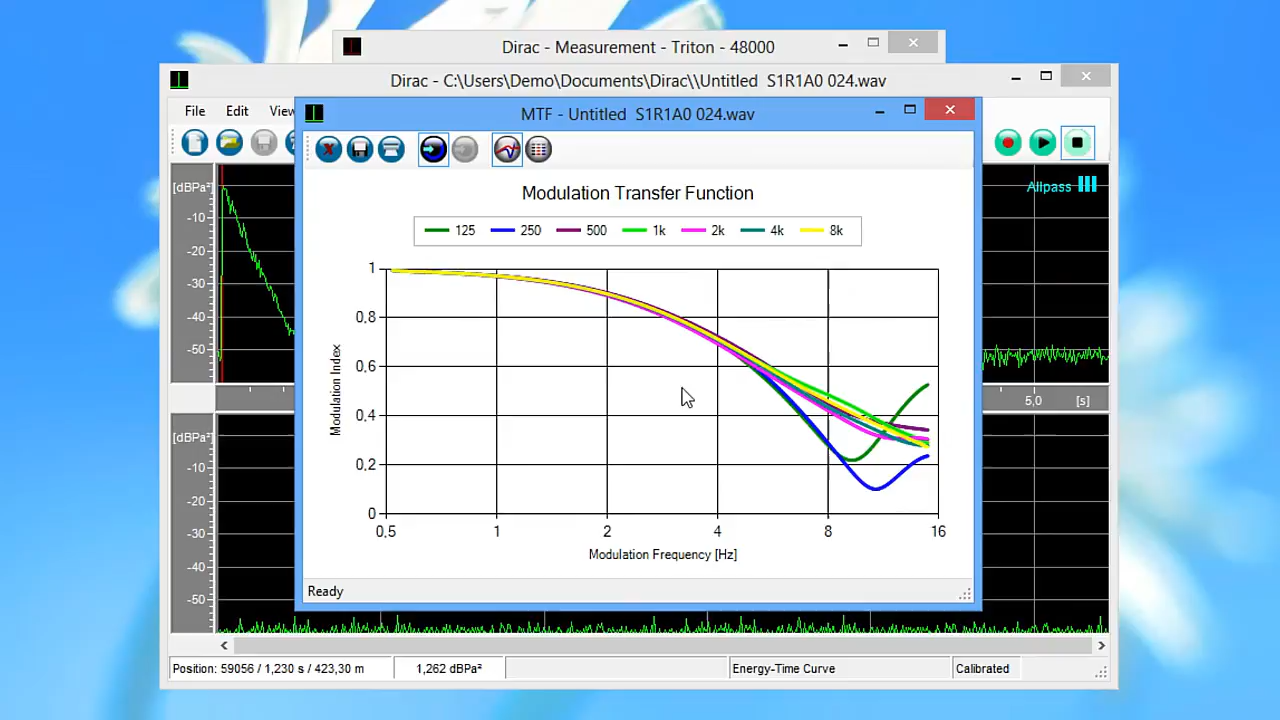 Dirac - Measurement - Triton - 48000
Dirac - C:\Users\Demo\Documents\Dirac\\Untitled S1R1A0 024.wav
File Edit View
MTF - Untitled S1R1A0 024.wav
[dBPa²]
-10
-20
-30
-40
-50
Allpass
Modulation Transfer Function
125 250 500 1k 2k 4k 8k
1
0,8
0,6
0,4
0,2
0
Modulation Index
0,5 1 2 4 8 16
Modulation Frequency [Hz]
Ready
5,0 [s]
[dBPa²]
-10
-20
-30
-40
-50
Position: 59056 / 1,230 s / 423,30 m 1,262 dBPa² Energy-Time Curve Calibrated